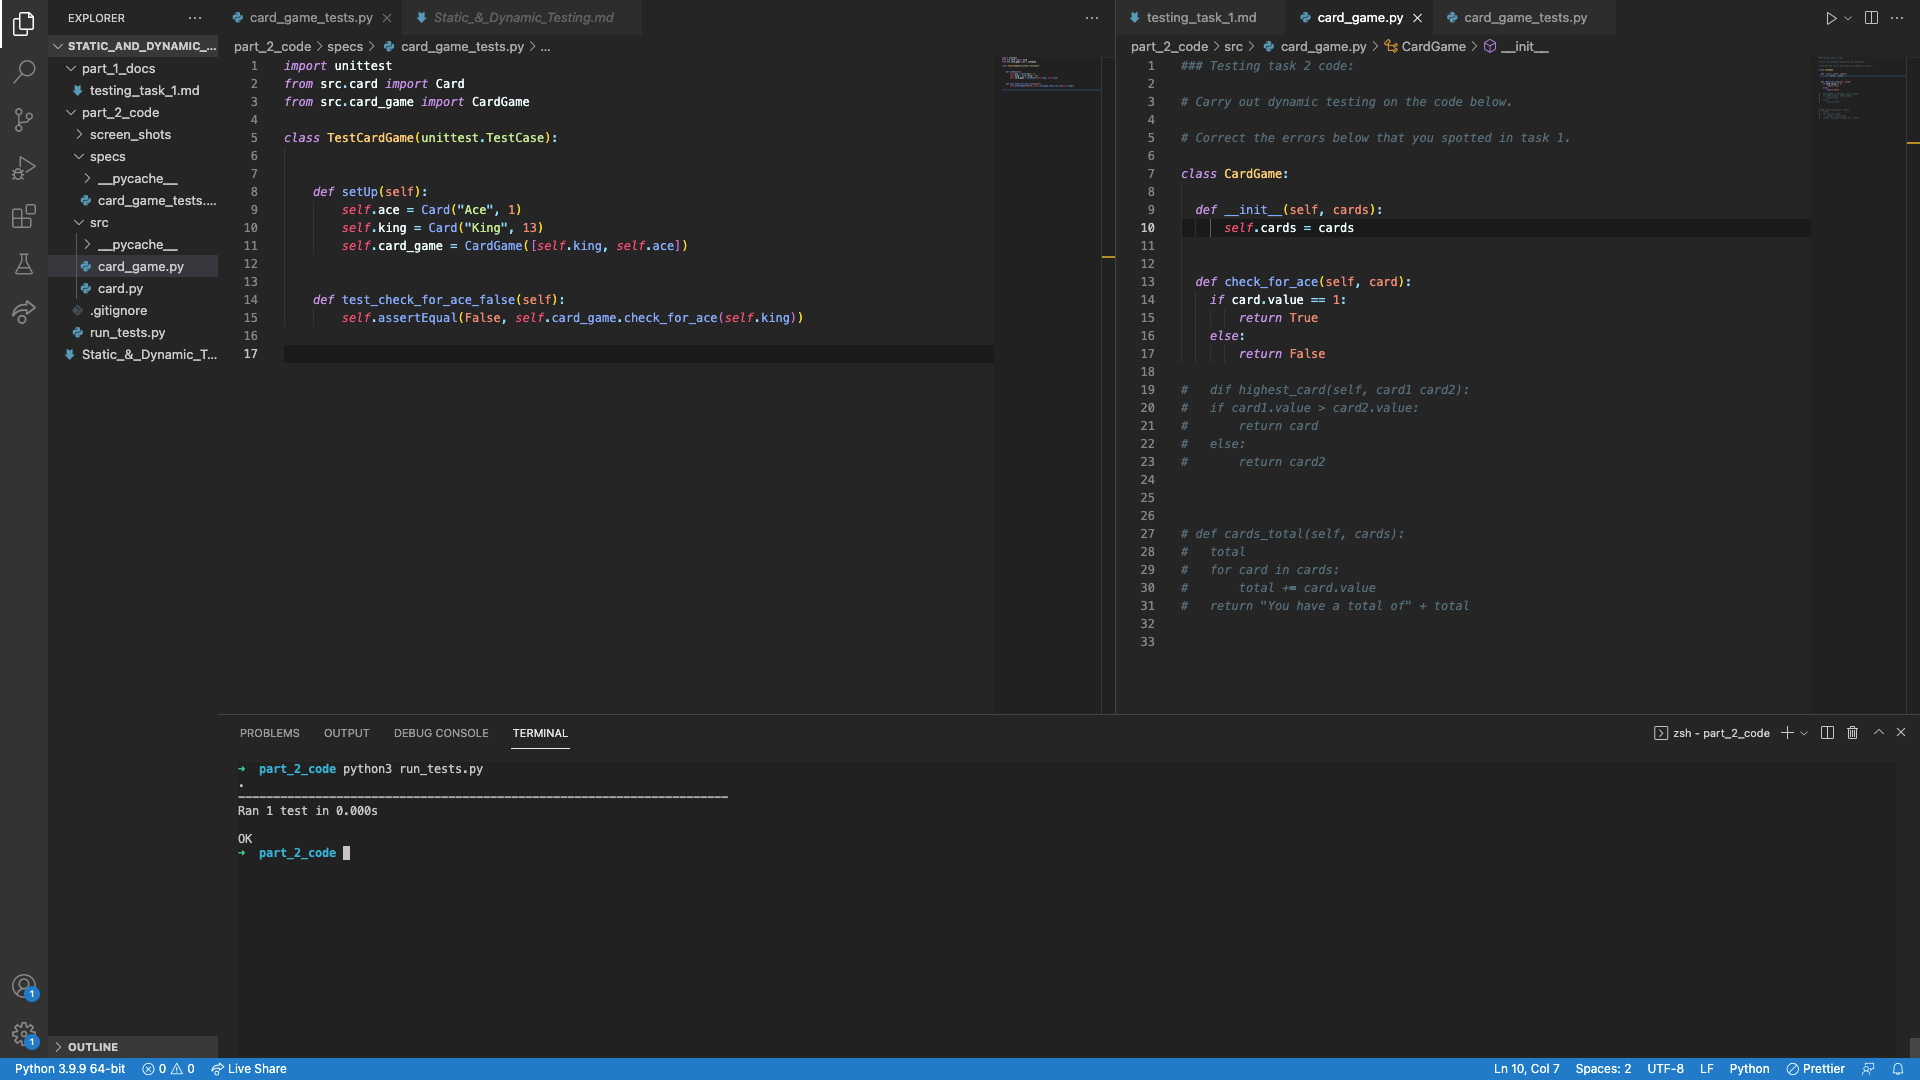 EXPLORER
STATIC_AND_DYNAMIC_...
part_1_docs
testing_task_1.md
part_2_code
screen_shots
specs
__pycache__
card_game_tests....
src
__pycache__
card_game.py
card.py
.gitignore
run_tests.py
Static_&_Dynamic_T...
OUTLINE
card_game_tests.py
Static_&_Dynamic_Testing.md
part_2_code > specs > card_game_tests.py > ...
1 import unittest
2 from src.card import Card
3 from src.card_game import CardGame
4
5 class TestCardGame(unittest.TestCase):
6
7
8 def setUp(self):
9 self.ace = Card("Ace", 1)
10 self.king = Card("King", 13)
11 self.card_game = CardGame([self.king, self.ace])
12
13
14 def test_check_for_ace_false(self):
15 self.assertEqual(False, self.card_game.check_for_ace(self.king))
16
17
testing_task_1.md
card_game.py
card_game_tests.py
part_2_code > src > card_game.py > CardGame > __init__
1 ### Testing task 2 code:
2
3 # Carry out dynamic testing on the code below.
4
5 # Correct the errors below that you spotted in task 1.
6
7 class CardGame:
8
9 def __init__(self, cards):
10 self.cards = cards
11
12
13 def check_for_ace(self, card):
14 if card.value == 1:
15 return True
16 else:
17 return False
18
19 # dif highest_card(self, card1 card2):
20 # if card1.value > card2.value:
21 # return card
22 # else:
23 # return card2
24
25
26
27 # def cards_total(self, cards):
28 # total
29 # for card in cards:
30 # total += card.value
31 # return "You have a total of" + total
32
33
PROBLEMS OUTPUT DEBUG CONSOLE TERMINAL
zsh - part_2_code
→ part_2_code python3 run_tests.py
.
----------------------------------------------------------------------
Ran 1 test in 0.000s
OK
→ part_2_code
1
1
Python 3.9.9 64-bit 0 0 Live Share
Ln 10, Col 7 Spaces: 2 UTF-8 LF Python Prettier